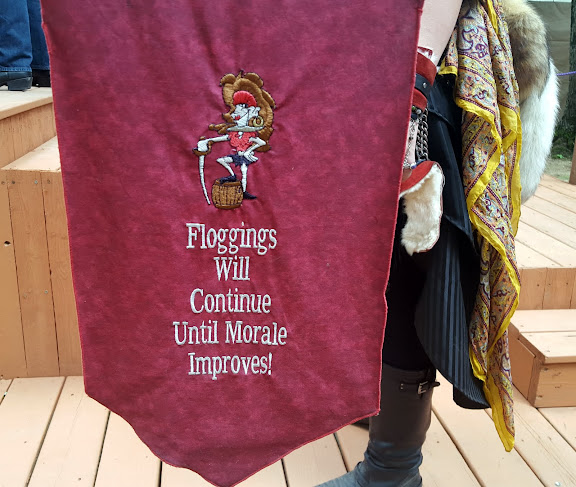 Floggings
Will
Continue
Until Morale
Improves!